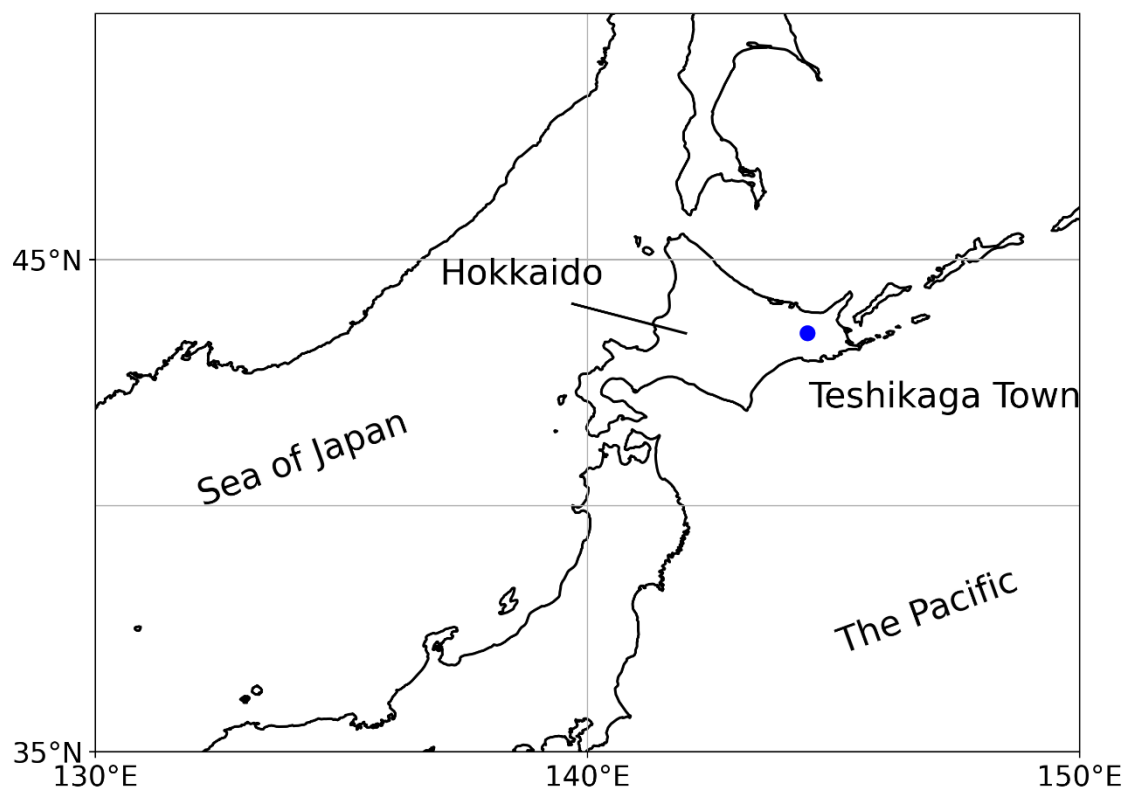 45°N
Hokkaido
Teshikaga Town
Sea of Japan
The Pacific
35°N
130°E
140°E
150°E